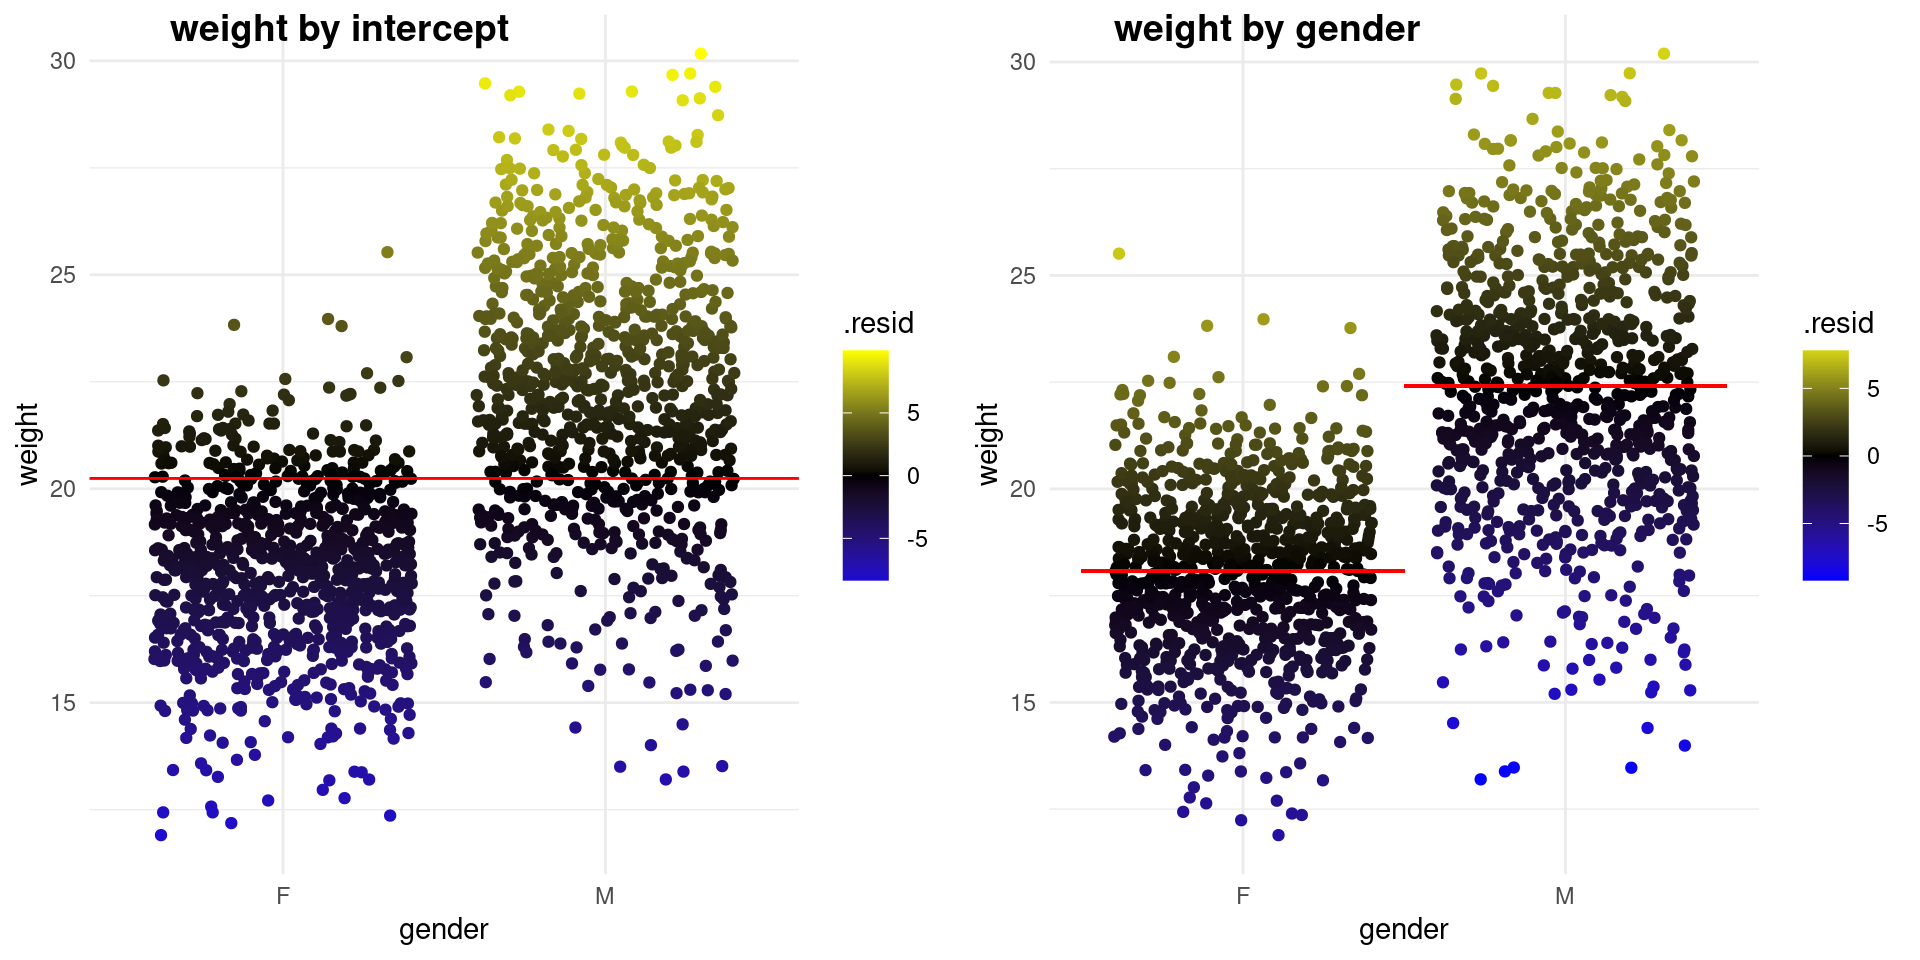 weight by intercept
30
25
20
15
weight
F
M
gender
.resid
5
0
-5
weight by gender
30
25
20
15
weight
F
M
gender
.resid
5
0
-5